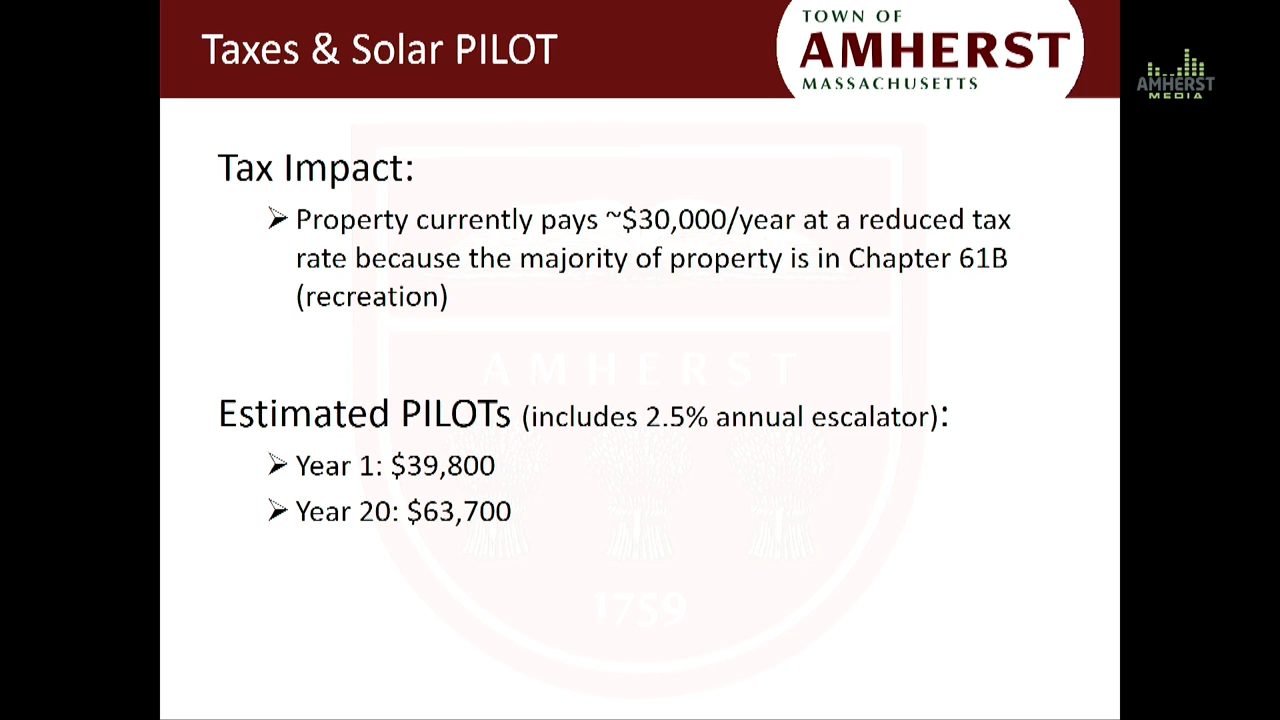 Taxes & Solar PILOT
TOWN OF
AMHERST
MASSACHUSETTS
AMHERST
MEDIA
Tax Impact:
Property currently pays ~$30,000/year at a reduced tax
rate because the majority of property is in Chapter 61B
(recreation)
AMHERST
Estimated PILOTs (includes 2.5% annual escalator):
Year 1: $39,800
Year 20: $63,700
1759